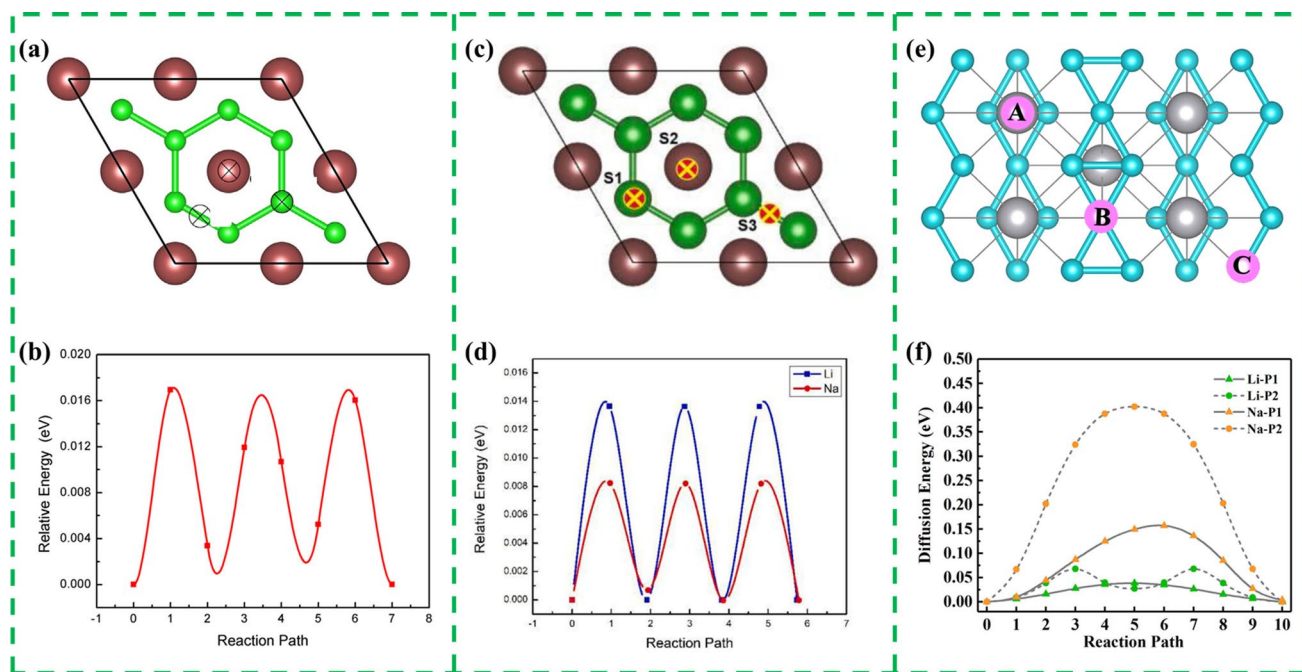 (a)
(c)
S2
S1
S3
(e)
A
B
C
(b)
0.020
0.016
0.012
0.008
0.004
0.000
Relative Energy (eV)
-1 0 1 2 3 4 5 6 7 8
Reaction Path
(d)
Li
Na
0.016
0.014
0.012
0.010
0.008
0.006
0.004
0.002
0.000
Relative Energy (eV)
-1 0 1 2 3 4 5 6 7
Reaction Path
(f)
Li-P1
Li-P2
Na-P1
Na-P2
0.50
0.45
0.40
0.35
0.30
0.25
0.20
0.15
0.10
0.05
0.00
Diffusion Energy (eV)
0 1 2 3 4 5 6 7 8 9 10
Reaction Path